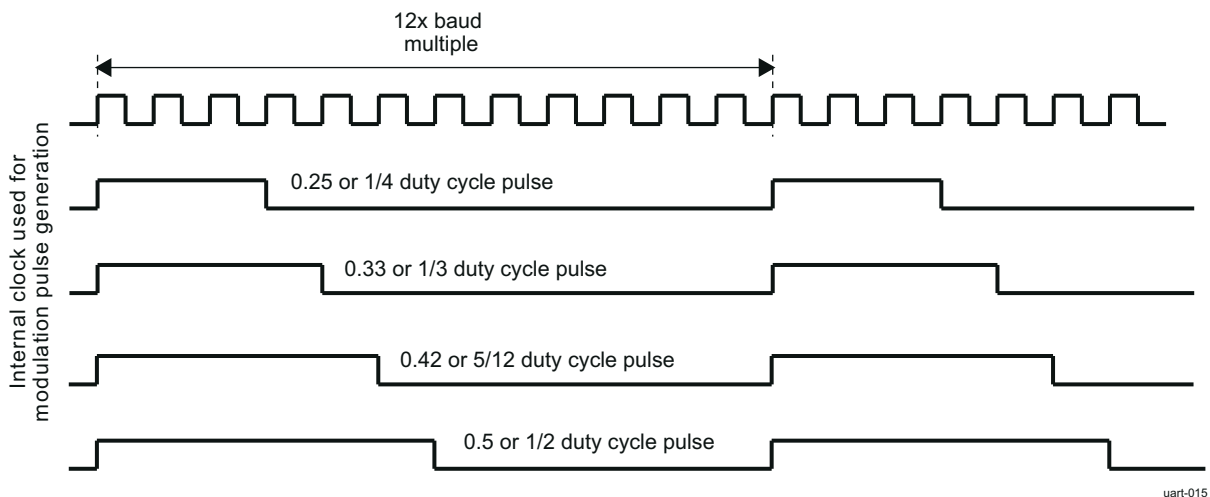 12x baud
multiple
Internal clock used for
modulation pulse generation
0.25 or 1/4 duty cycle pulse
0.33 or 1/3 duty cycle pulse
0.42 or 5/12 duty cycle pulse
0.5 or 1/2 duty cycle pulse
uart-015